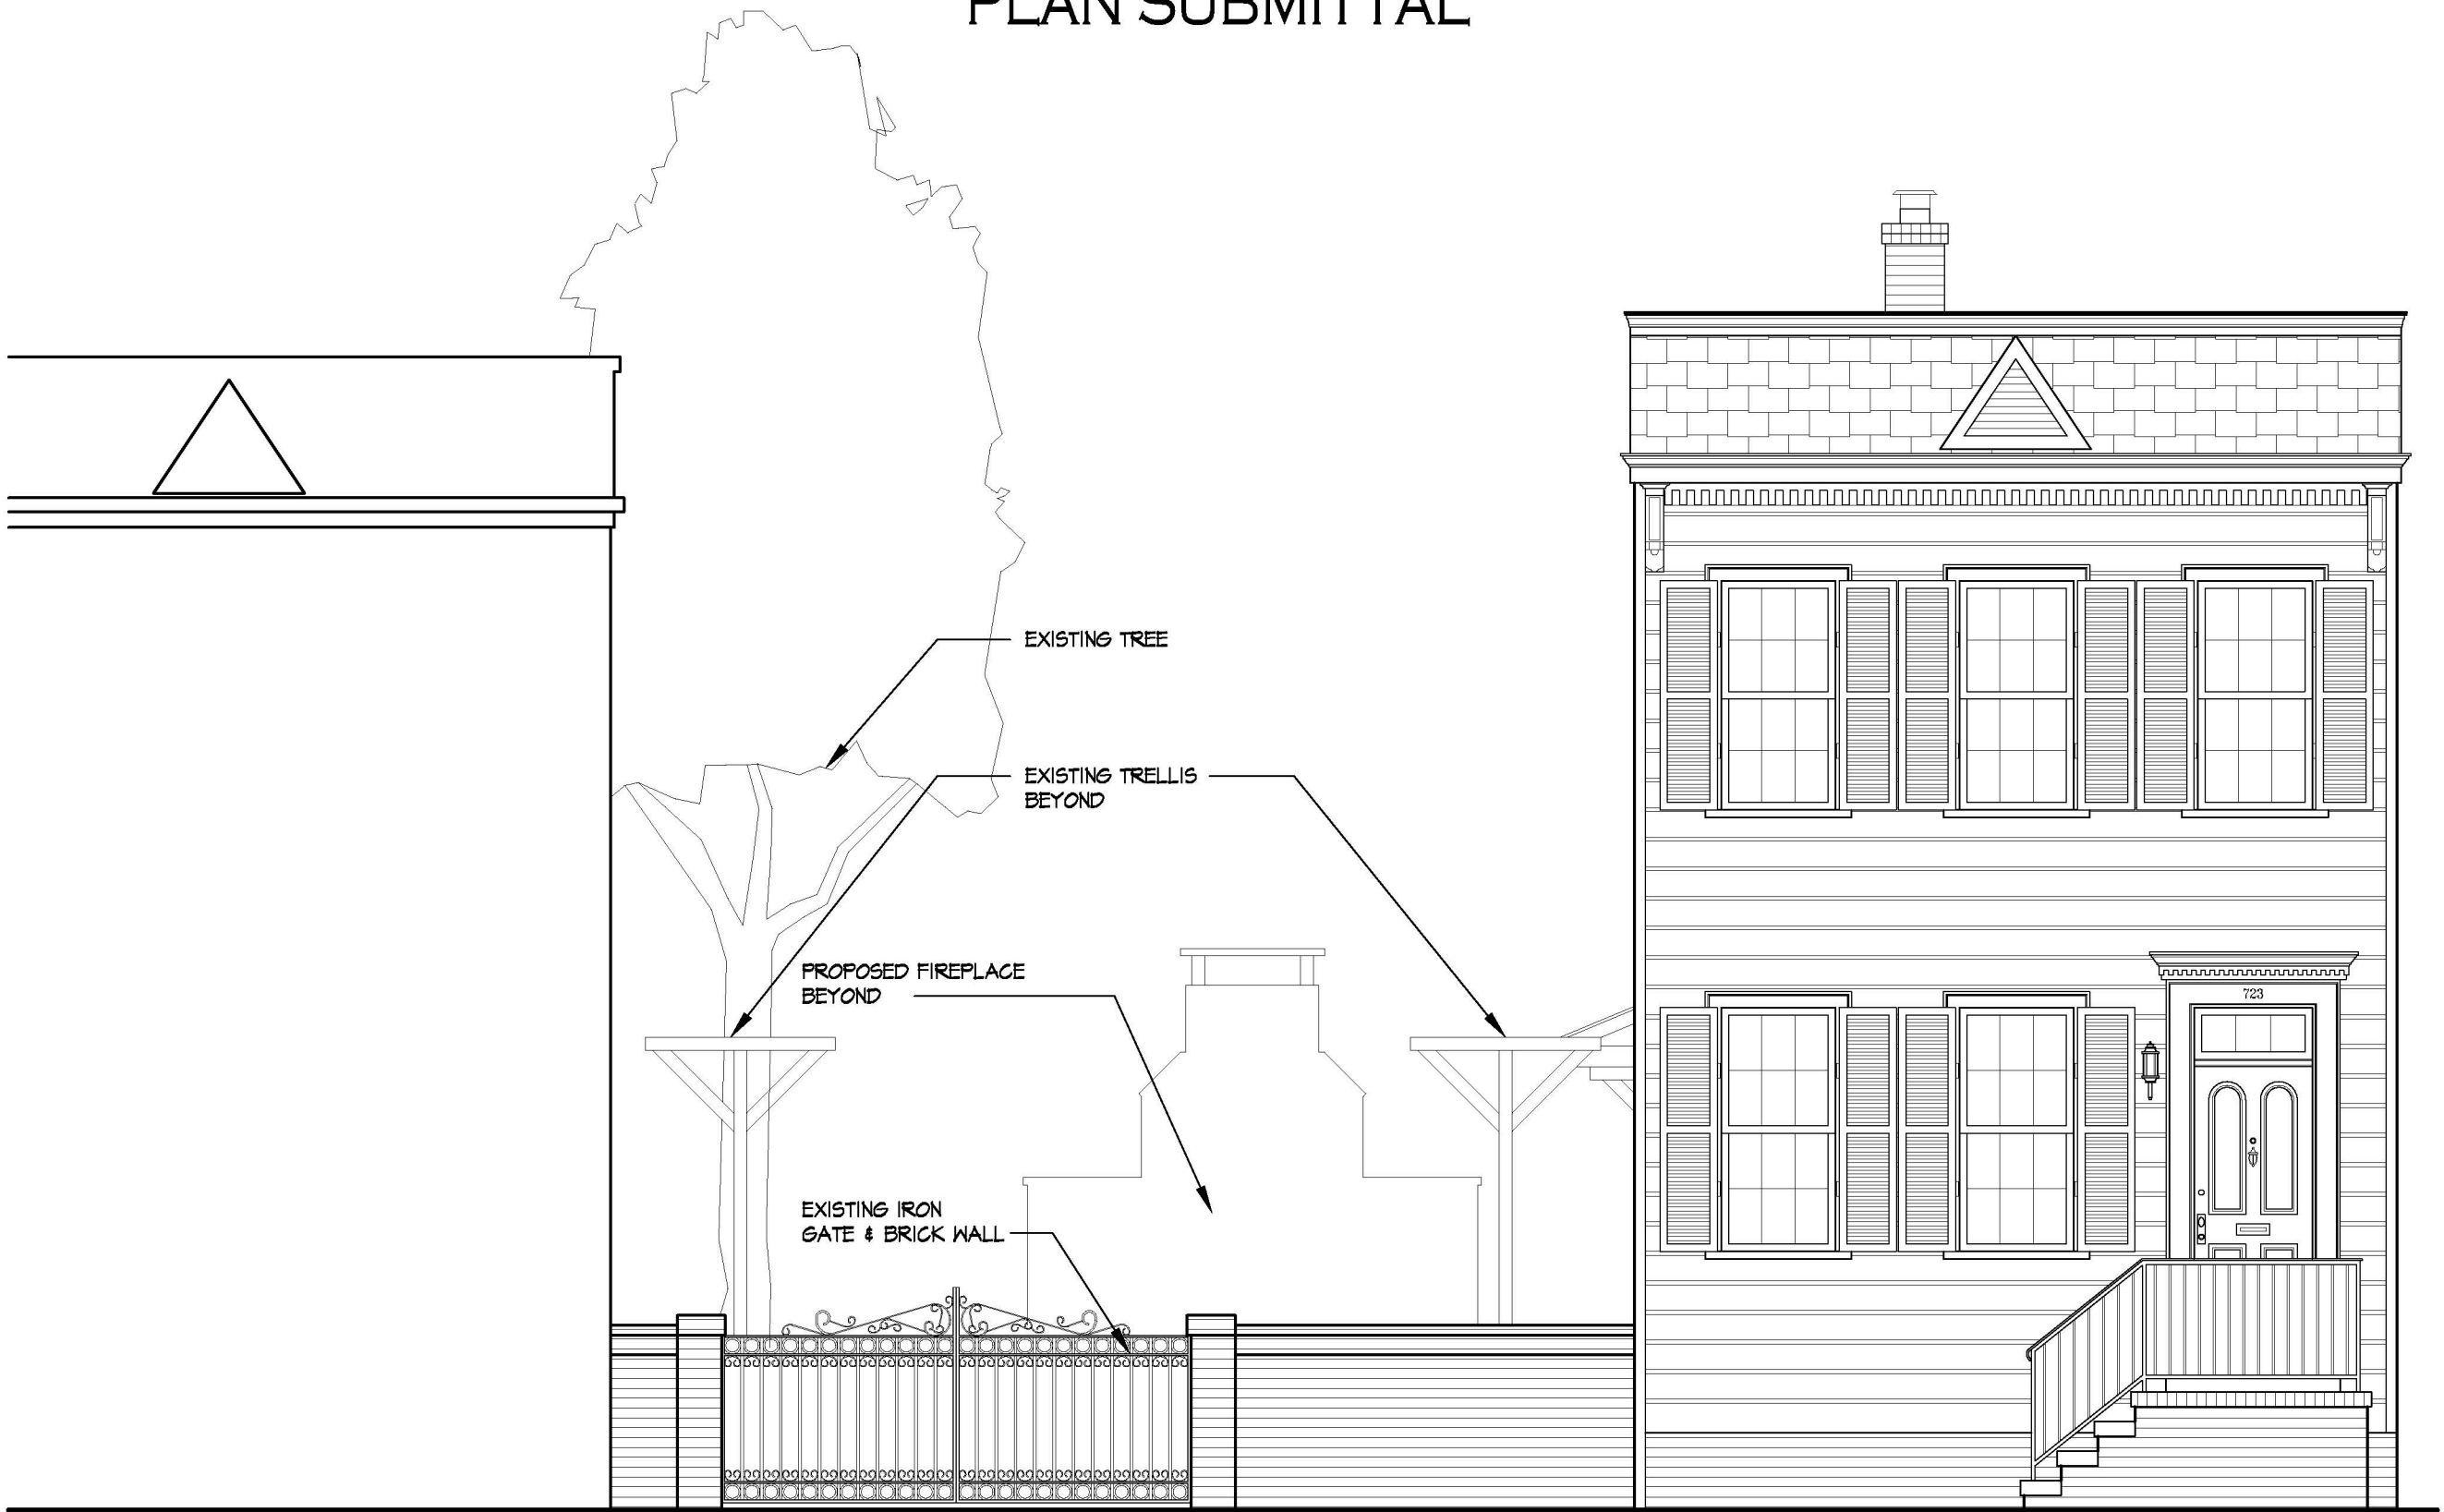 PLAN SUBMITTAL
EXISTING TREE
EXISTING TRELLIS
BEYOND
PROPOSED FIREPLACE
BEYOND
723
EXISTING IRON
GATE & BRICK WALL